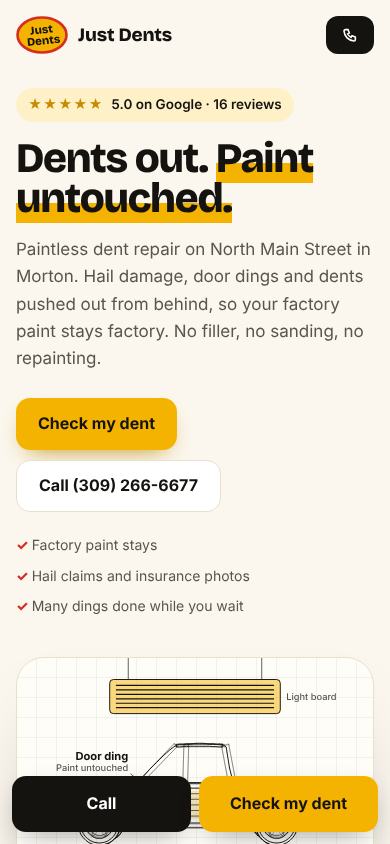 Just
Dents
Just Dents
★★★★★ 5.0 on Google · 16 reviews
Dents out. Paint
untouched.
Paintless dent repair on North Main Street in
Morton. Hail damage, door dings and dents
pushed out from behind, so your factory
paint stays factory. No filler, no sanding, no
repainting.
Check my dent
Call (309) 266-6677
✓ Factory paint stays
✓ Hail claims and insurance photos
✓ Many dings done while you wait
Light board
Door ding
Paint untouched
Call
Check my dent